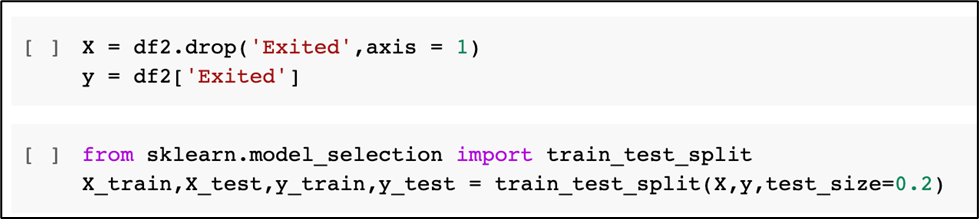 [ ] X = df2.drop('Exited',axis = 1)
y = df2['Exited']
[ ] from sklearn.model_selection import train_test_split
X_train,X_test,y_train,y_test = train_test_split(X,y,test_size=0.2)